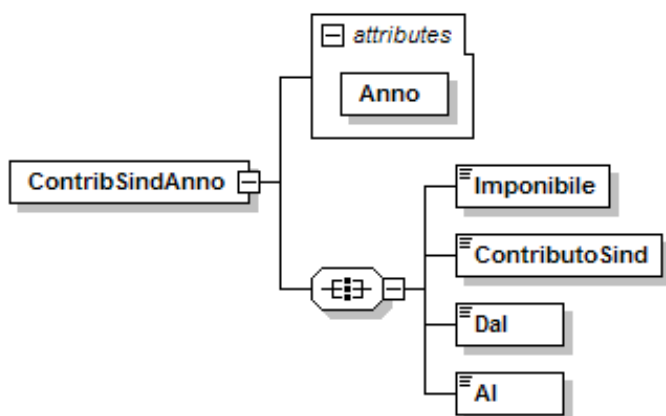 attributes
Anno
ContribSindAnno
Imponibile
ContributoSind
Dal
Al